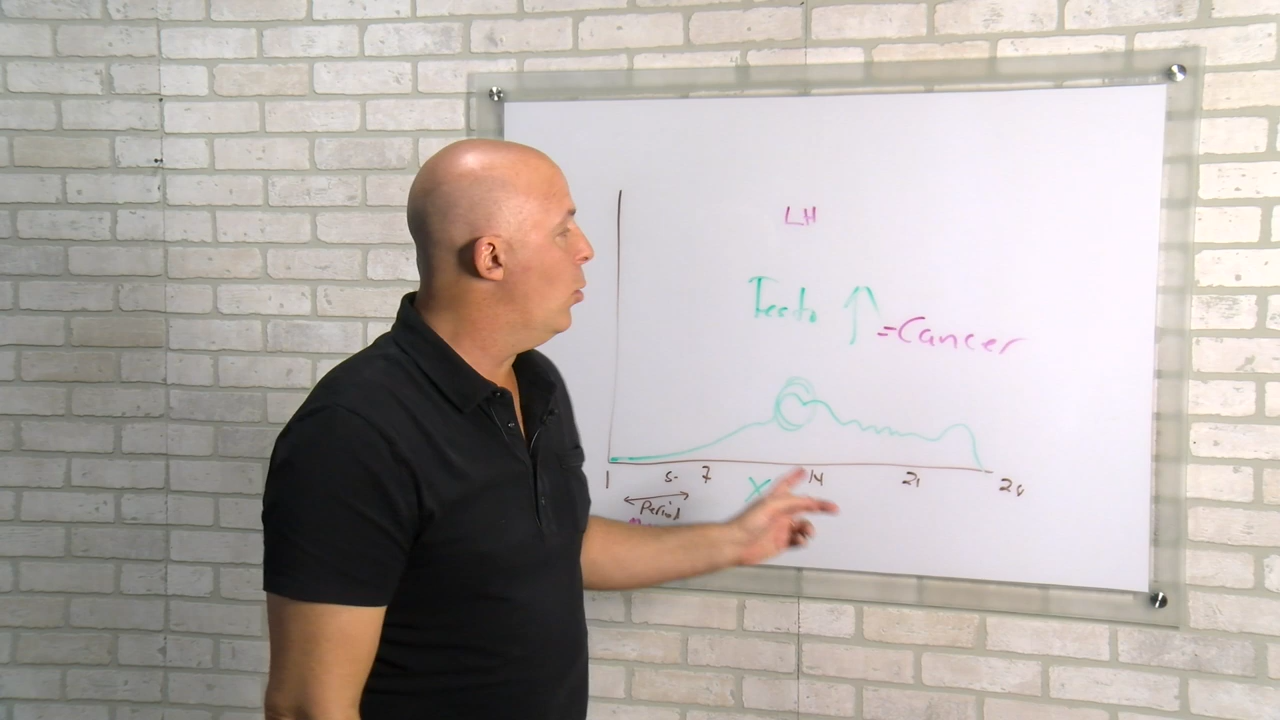 LH
Testo ↑
=Cancer
1 5- 7 X 14 21 28
Period